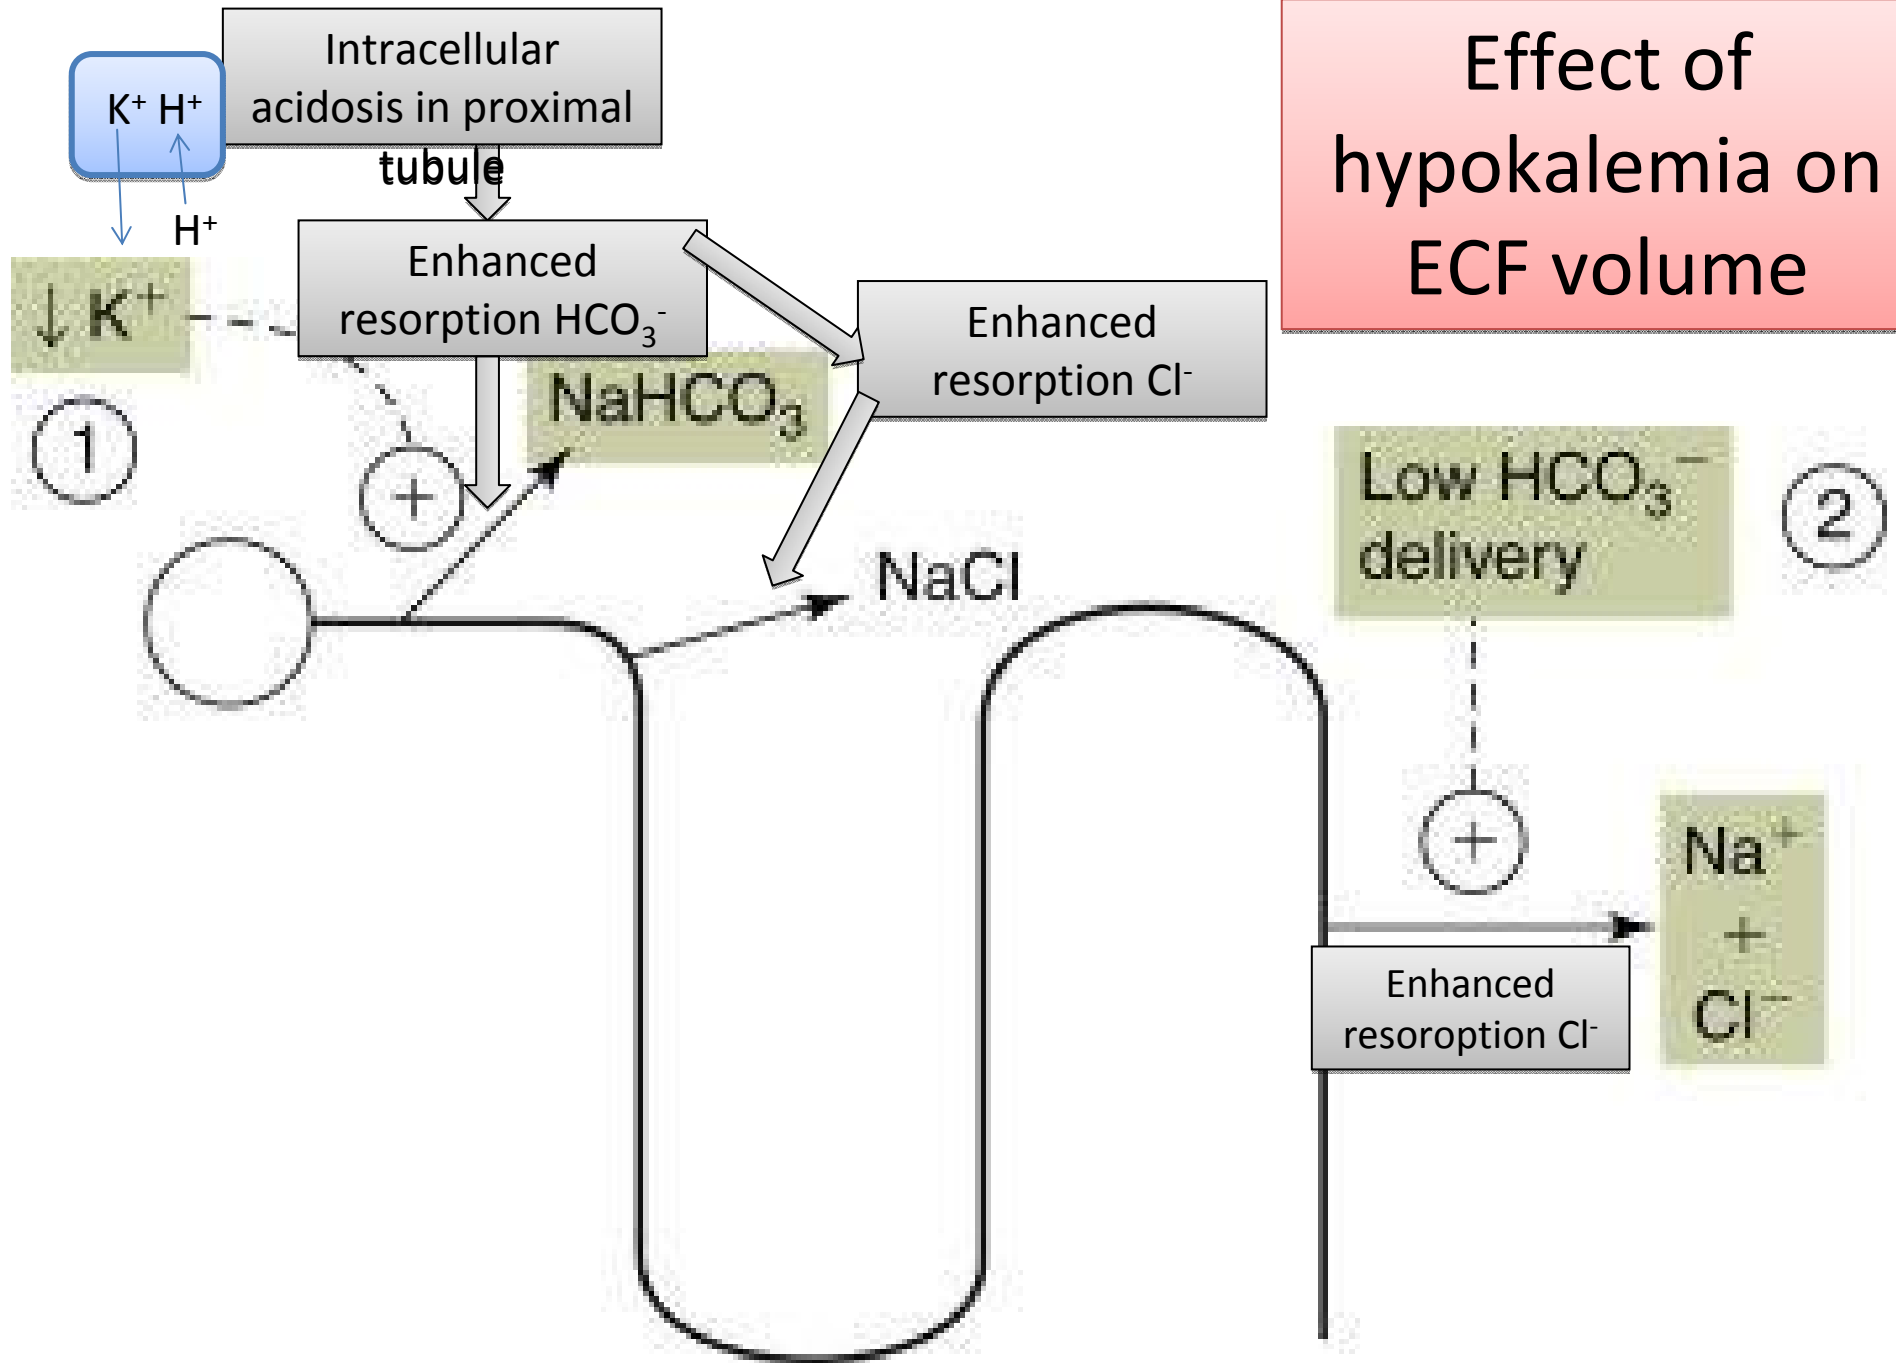 Effect of
hypokalemia on
ECF volume
Intracellular
acidosis in proximal
tubule
K⁺ H⁺
H⁺
↓ K⁺
1
Enhanced
resorption HCO₃⁻
Enhanced
resorption Cl⁻
NaHCO₃
+
NaCl
Low HCO₃⁻
delivery
2
+
Na⁺
+
Cl⁻
Enhanced
resoroption Cl⁻